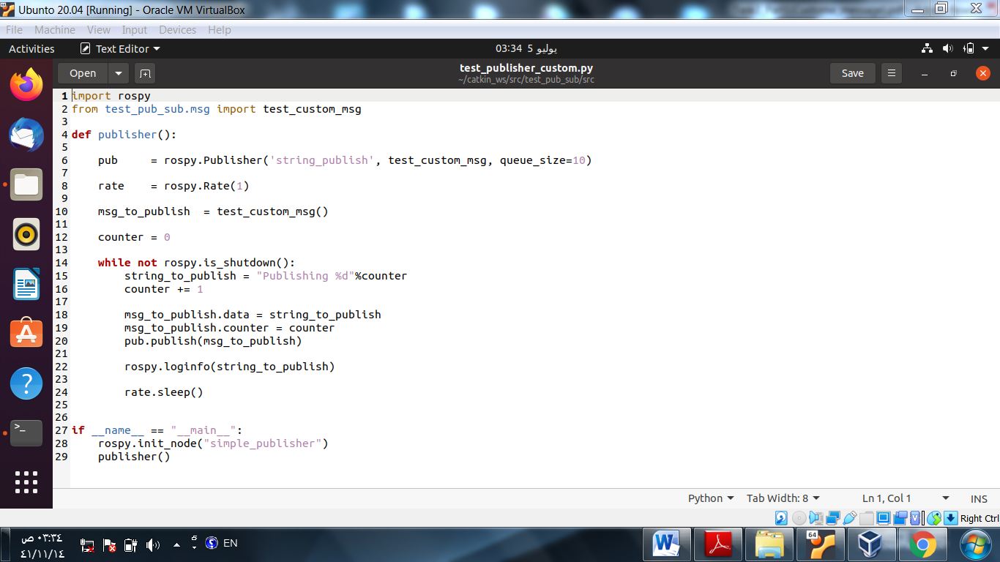 Ubunto 20.04 [Running] - Oracle VM VirtualBox
File Machine View Input Devices Help
Activities Text Editor 03:34 5 يوليو
Open test_publisher_custom.py Save
~/catkin_ws/src/test_pub_sub/src
1 import rospy
2 from test_pub_sub.msg import test_custom_msg
3
4 def publisher():
5
6     pub     = rospy.Publisher('string_publish', test_custom_msg, queue_size=10)
7
8     rate    = rospy.Rate(1)
9
10     msg_to_publish  = test_custom_msg()
11
12     counter = 0
13
14     while not rospy.is_shutdown():
15         string_to_publish = "Publishing %d"%counter
16         counter += 1
17
18         msg_to_publish.data = string_to_publish
19         msg_to_publish.counter = counter
20         pub.publish(msg_to_publish)
21
22         rospy.loginfo(string_to_publish)
23
24         rate.sleep()
25
26
27 if __name__ == "__main__":
28     rospy.init_node("simple_publisher")
29     publisher()
Python Tab Width: 8 Ln 1, Col 1 INS
Right Ctrl
٠٣:٣٤ ص
٤١/١١/١٤
EN
64